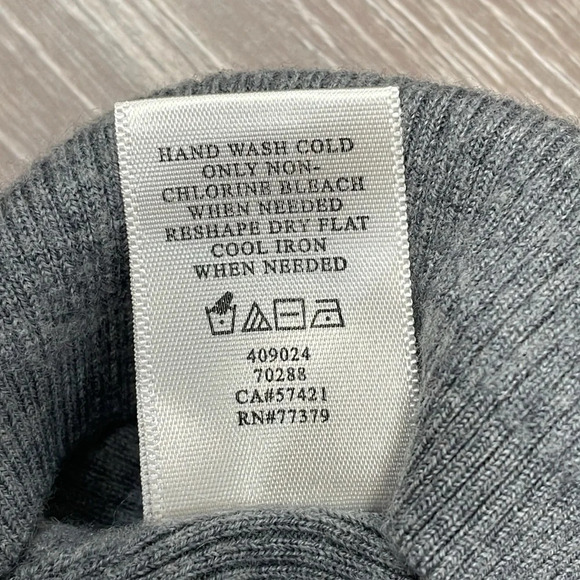 HAND WASH COLD
ONLY NON-
CHLORINE BLEACH
WHEN NEEDED
RESHAPE DRY FLAT
COOL IRON
WHEN NEEDED
409024
70288
CA#57421
RN#77379